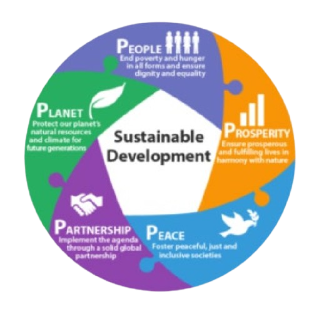 PEOPLE
End poverty and hunger
in all forms and ensure
dignity and equality
PROSPERITY
Ensure prosperous
and fulfilling lives in
harmony with nature
PEACE
Foster peaceful, just and
inclusive societies
PARTNERSHIP
Implement the agenda
through a solid global
partnership
PLANET
Protect our planet's
natural resources
and climate for
future generations
Sustainable
Development